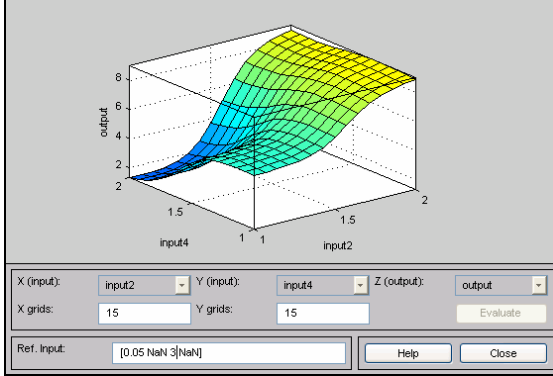 8
6
4
2
output
2
1.5
1
input4
1
1.5
2
input2
X (input):
input2
Y (input):
input4
Z (output):
output
X grids:
15
Y grids:
15
Evaluate
Ref. Input:
[0.05 NaN 3 NaN]
Help
Close